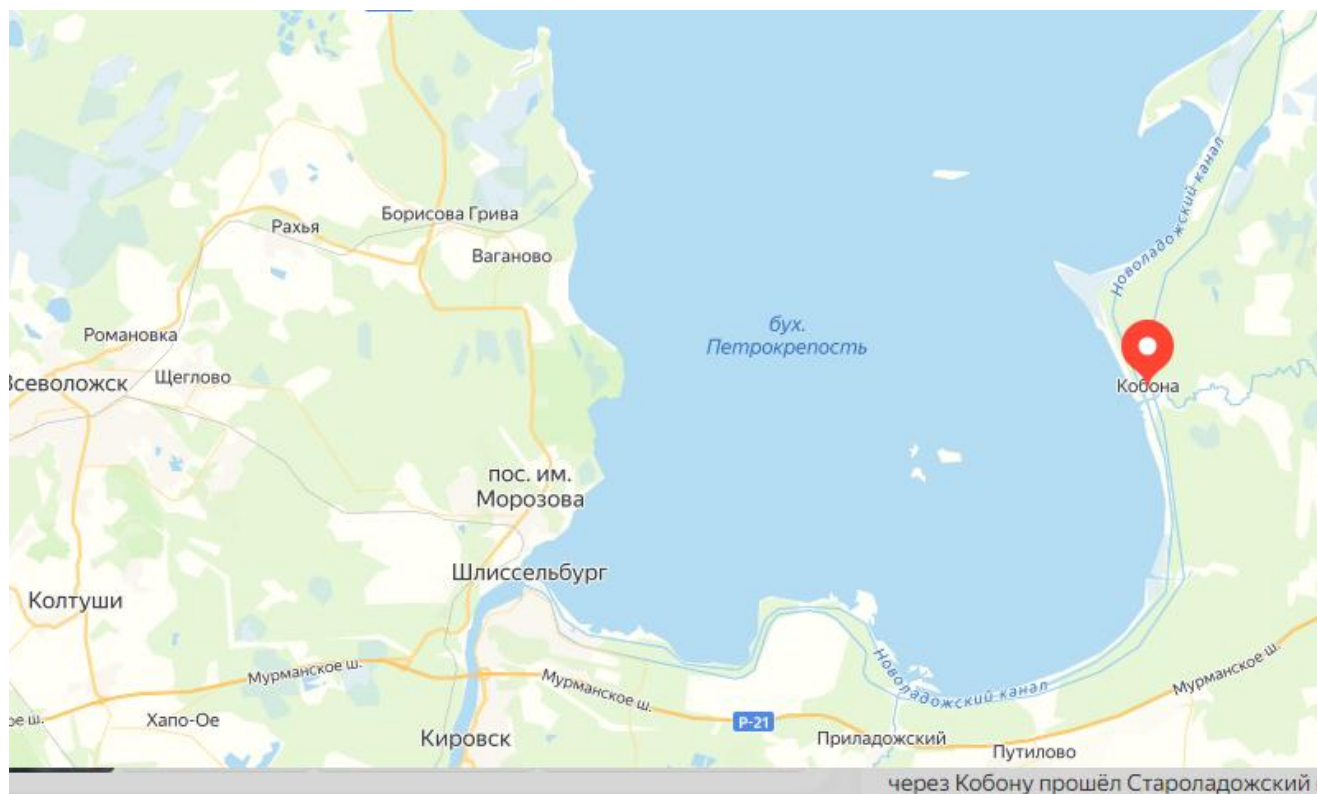 Новоладожский канал
Борисова Грива
Рахья
Ваганово
бух.
Петрокрепость
Романовка
Щеглово
Всеволожск
Кобона
пос. им.
Морозова
Шлиссельбург
Колтуши
Мурманское ш.
Новоладожский канал
Мурманское ш.
Мурманское ш.
ое ш.
Хапо-Ое
Р-21
Кировск
Приладожский
Путилово
через Кобону прошёл Староладожский